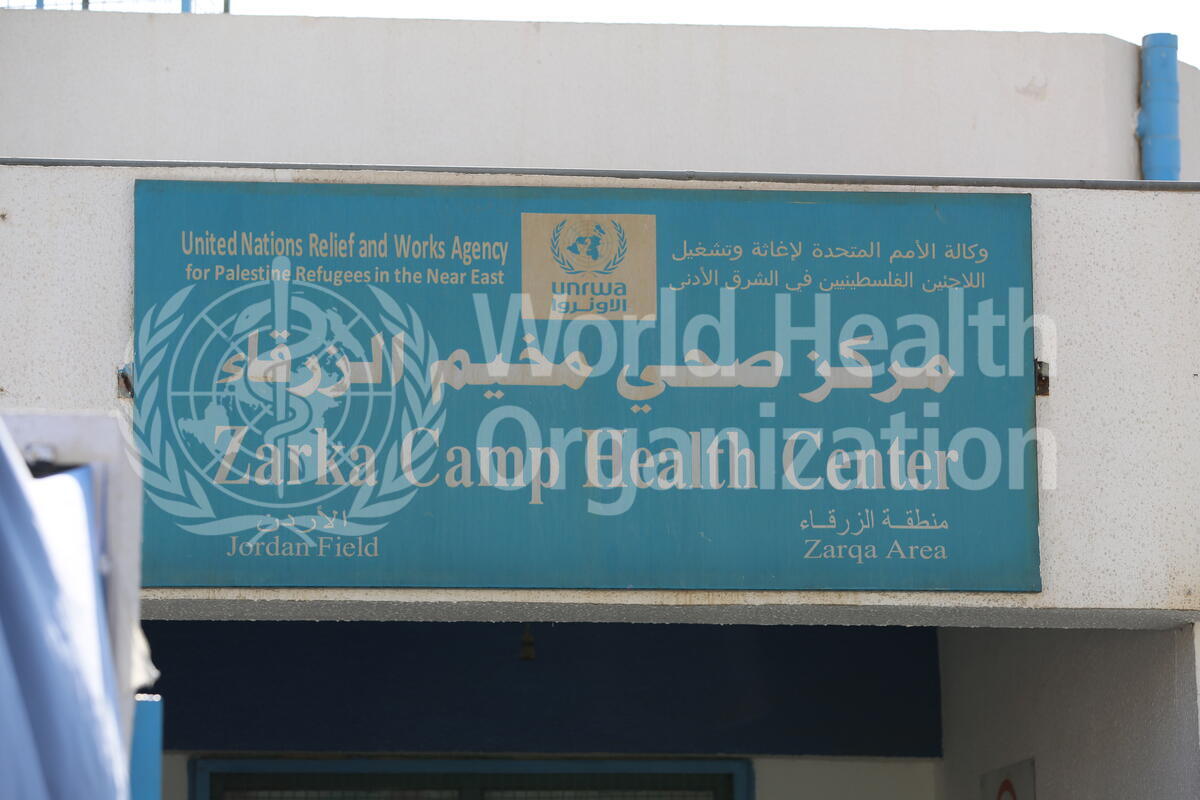 United Nations Relief and Works Agency
for Palestine Refugees in the Near East
unrwa
الأونروا
وكالة الأمم المتحدة لإغاثة وتشغيل
اللاجئين الفلسطينيين في الشرق الأدنى
مركز صحي مخيم الزرقاء
Zarka Camp Health Center
الأردن
Jordan Field
منطقة الزرقاء
Zarqa Area
World Health
Organization